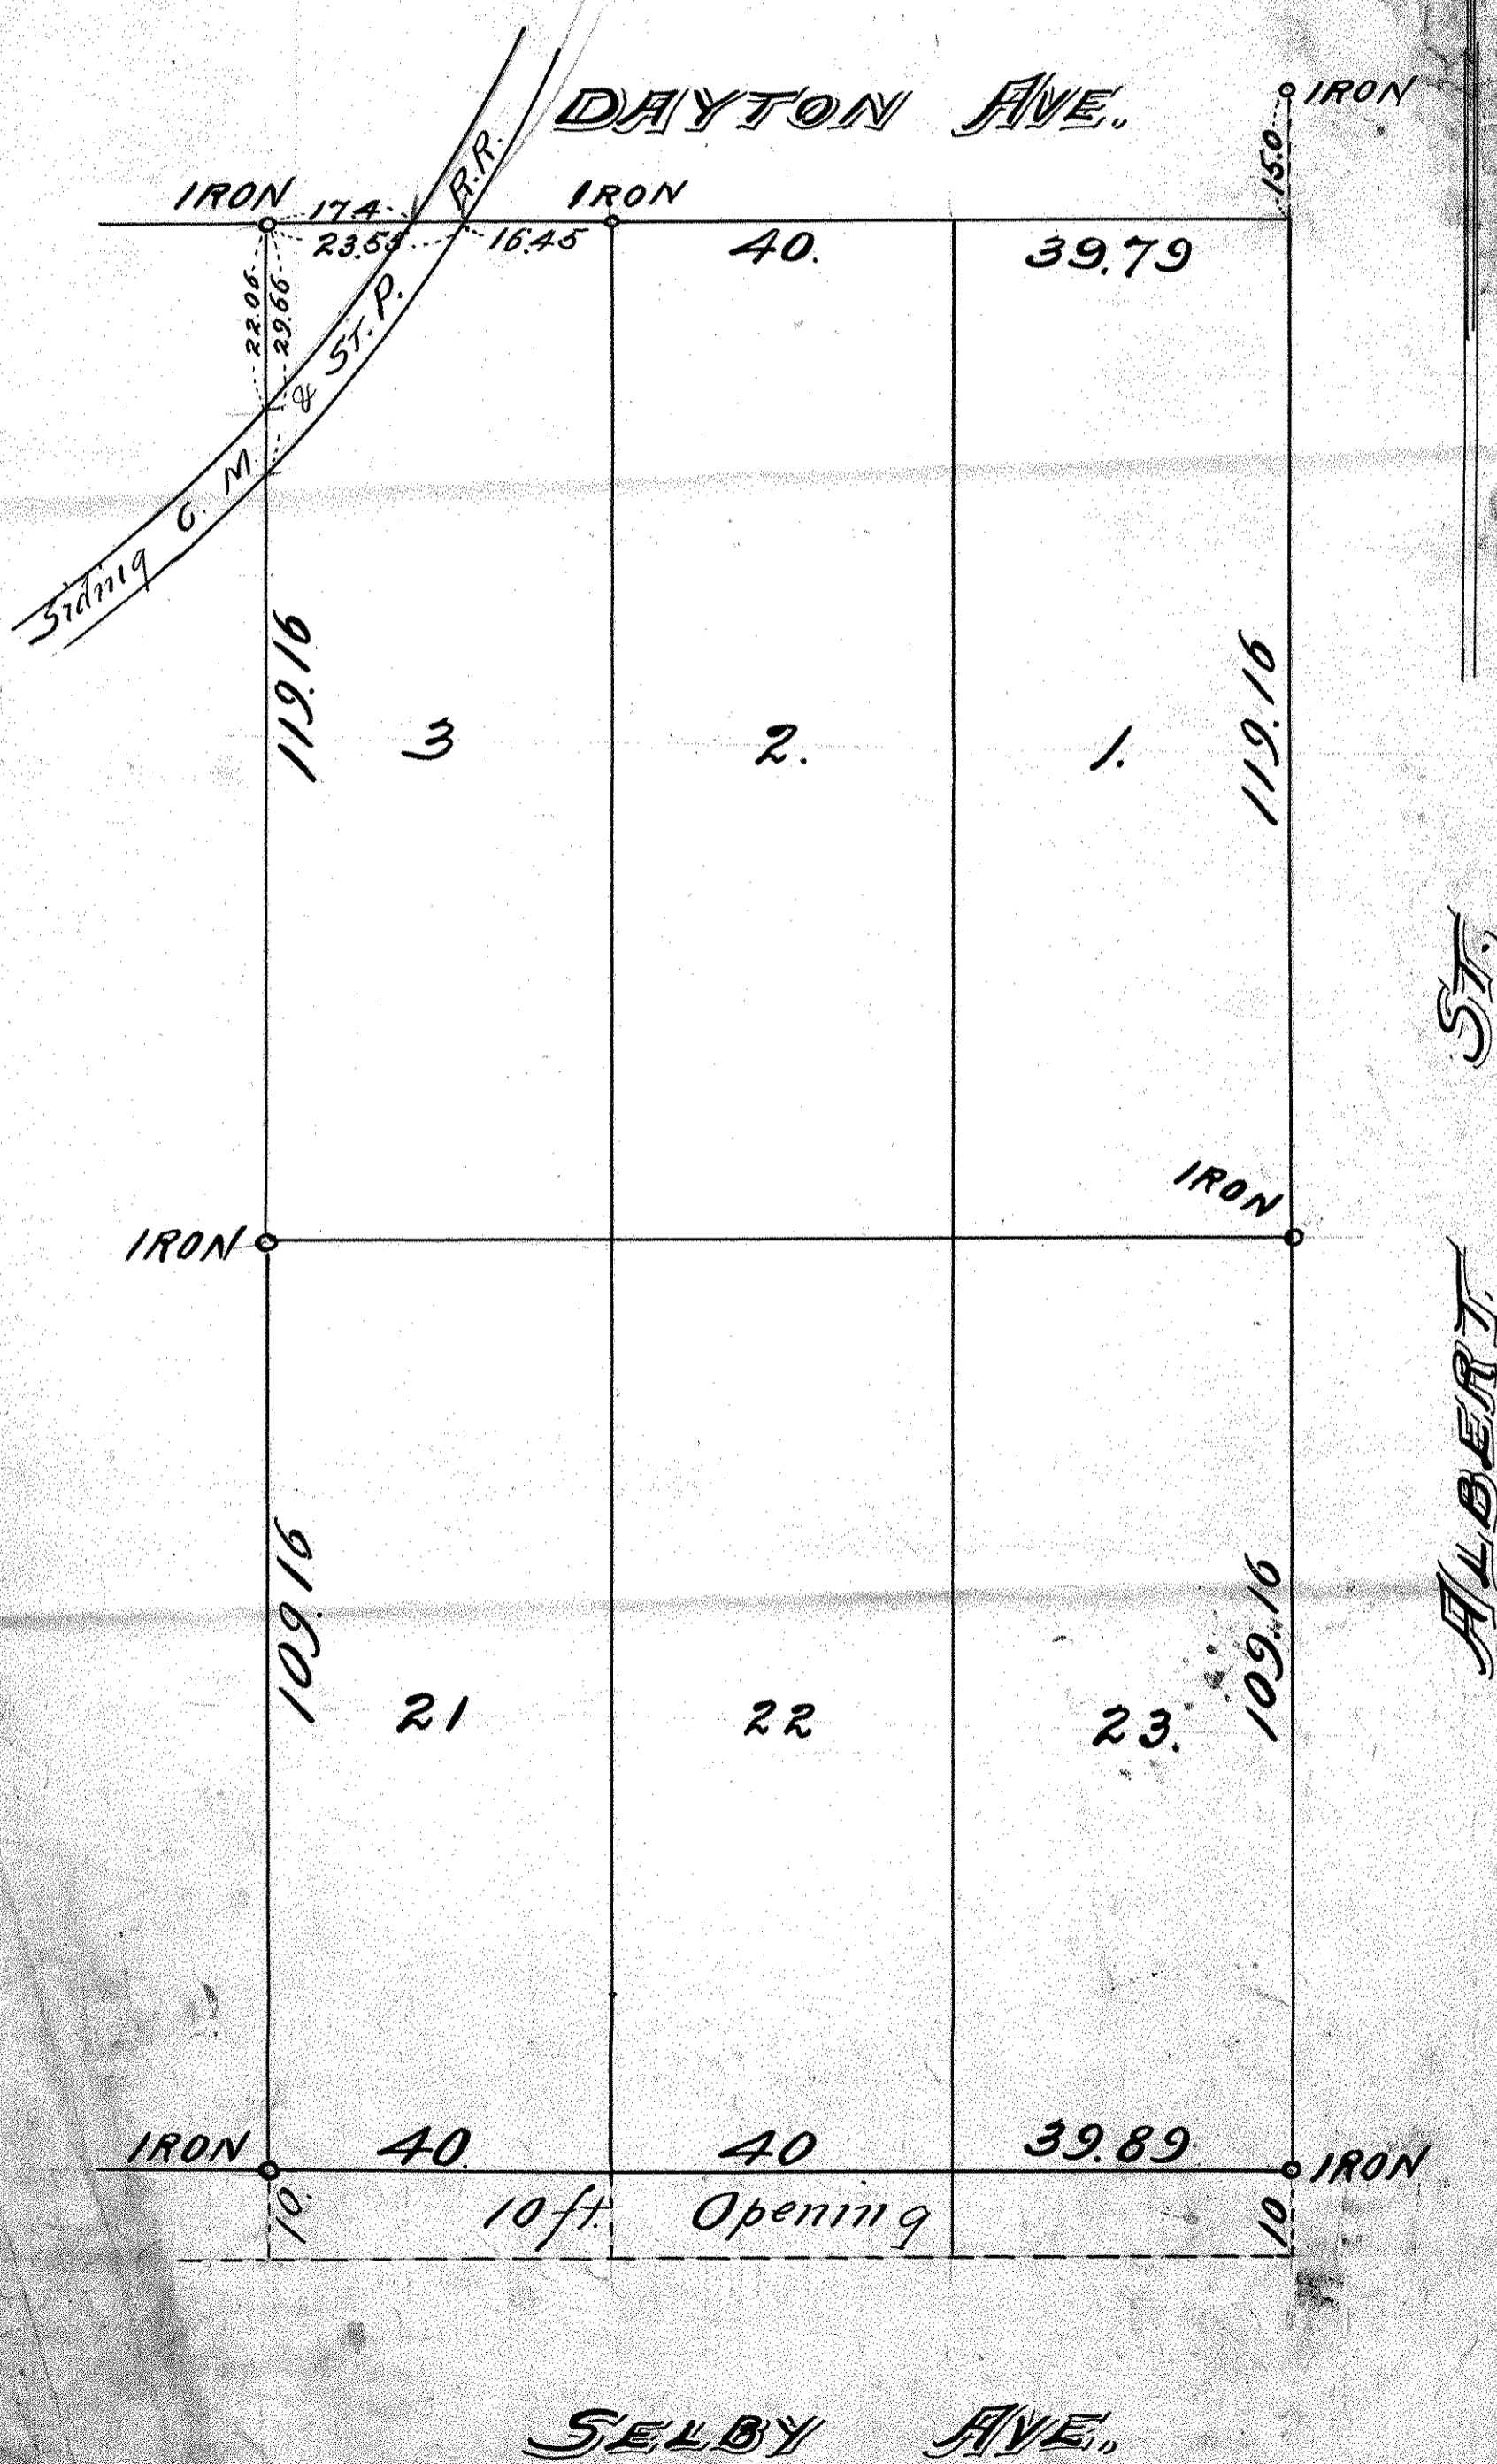 DAYTON AVE.
IRON
15.0
IRON
IRON
17.4
R.R.
23.55
16.45
40.
39.79
22.06
29.66
Siding C. M. & ST. P.
119.16
119.16
3
2.
1.
ST.
IRON
IRON
ALBERT
109.16
109.16
21
22
23.
IRON
40.
40
39.89
IRON
10.
10 ft. Opening
10
SELBY AVE.